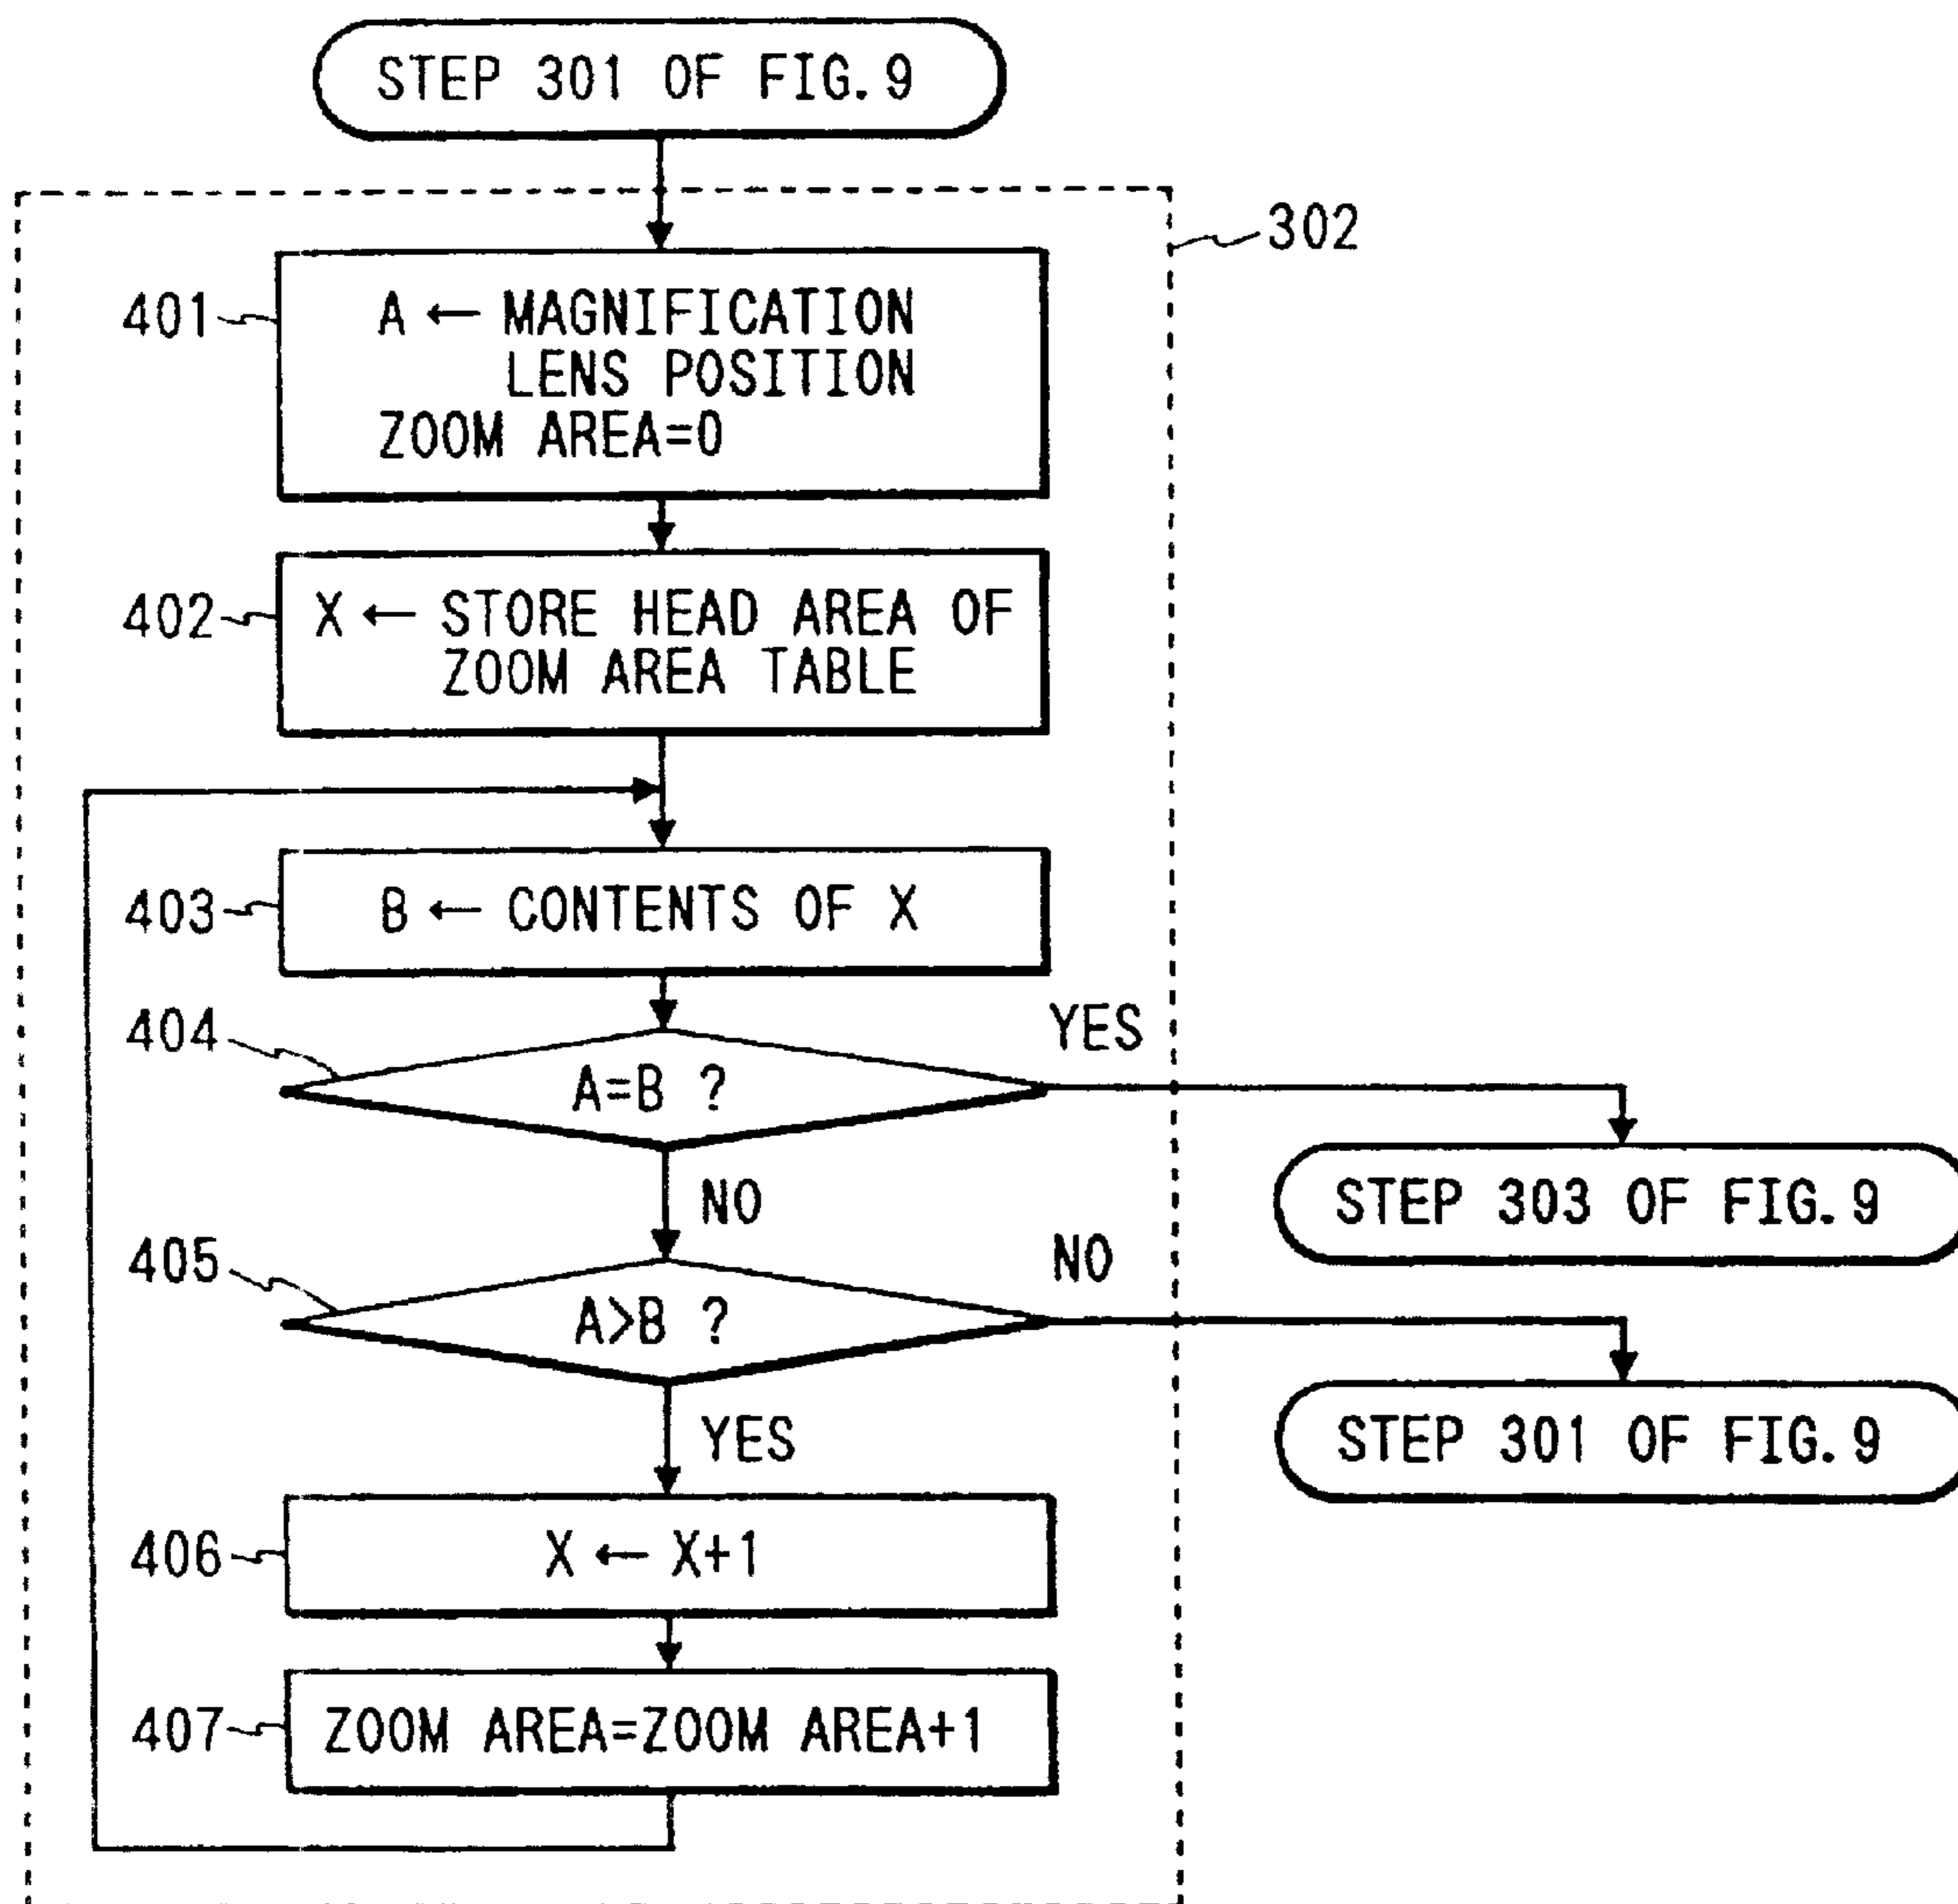 STEP 301 OF FIG.9
302
401
A ← MAGNIFICATION
LENS POSITION
ZOOM AREA=0
402
X ← STORE HEAD AREA OF
ZOOM AREA TABLE
403
B ← CONTENTS OF X
404
A=B ?
YES
STEP 303 OF FIG.9
NO
405
A>B ?
NO
STEP 301 OF FIG.9
YES
406
X ← X+1
407
ZOOM AREA=ZOOM AREA+1